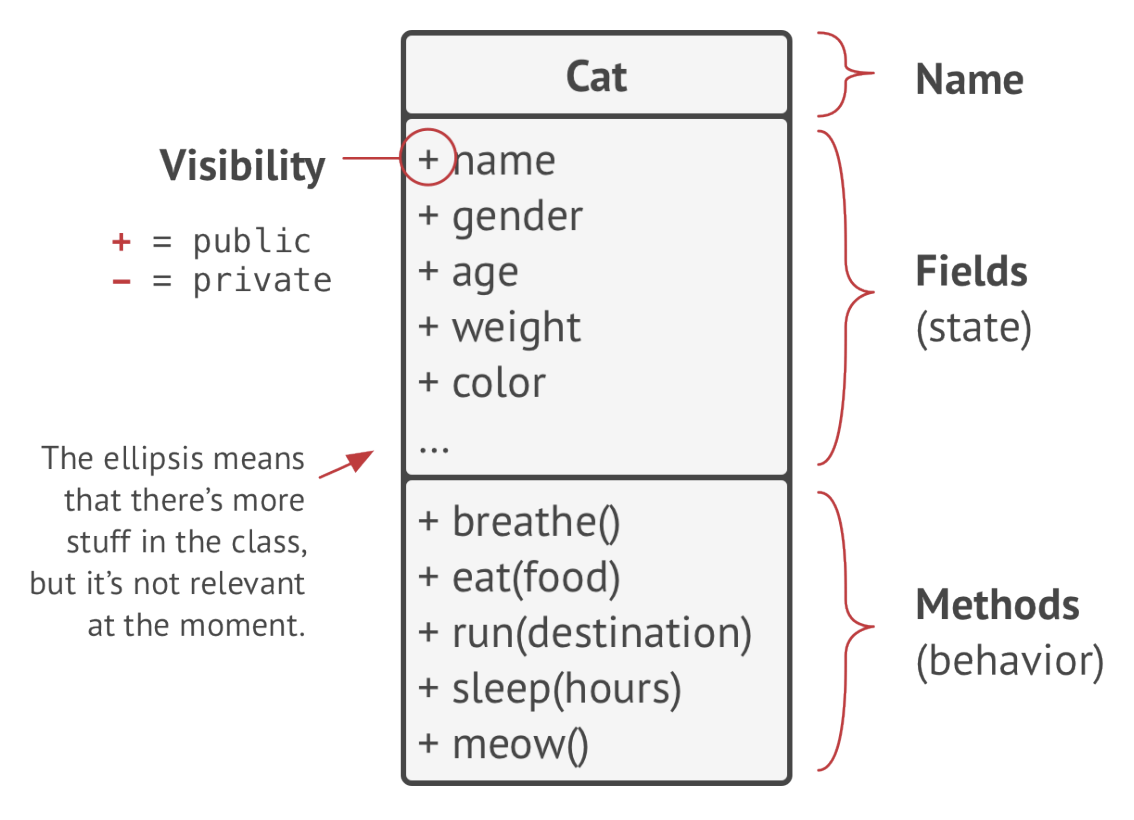 Cat
Name
Visibility
+ = public
– = private
+ name
+ gender
+ age
+ weight
+ color
...
Fields
(state)
The ellipsis means
that there’s more
stuff in the class,
but it’s not relevant
at the moment.
+ breathe()
+ eat(food)
+ run(destination)
+ sleep(hours)
+ meow()
Methods
(behavior)